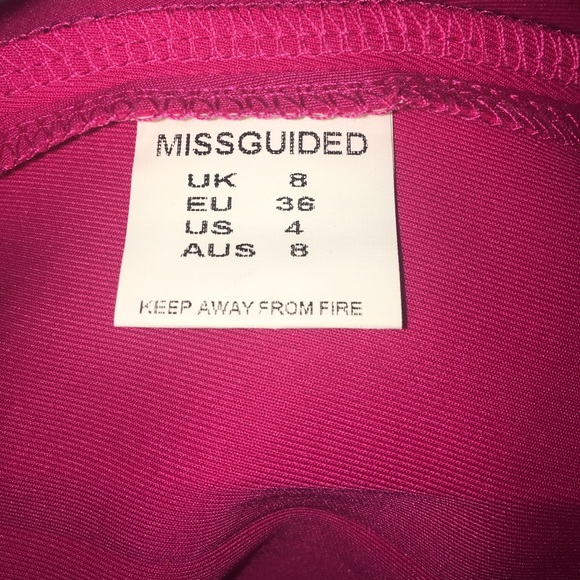 MISSGUIDED
UK 8
EU 36
US 4
AUS 8
KEEP AWAY FROM FIRE